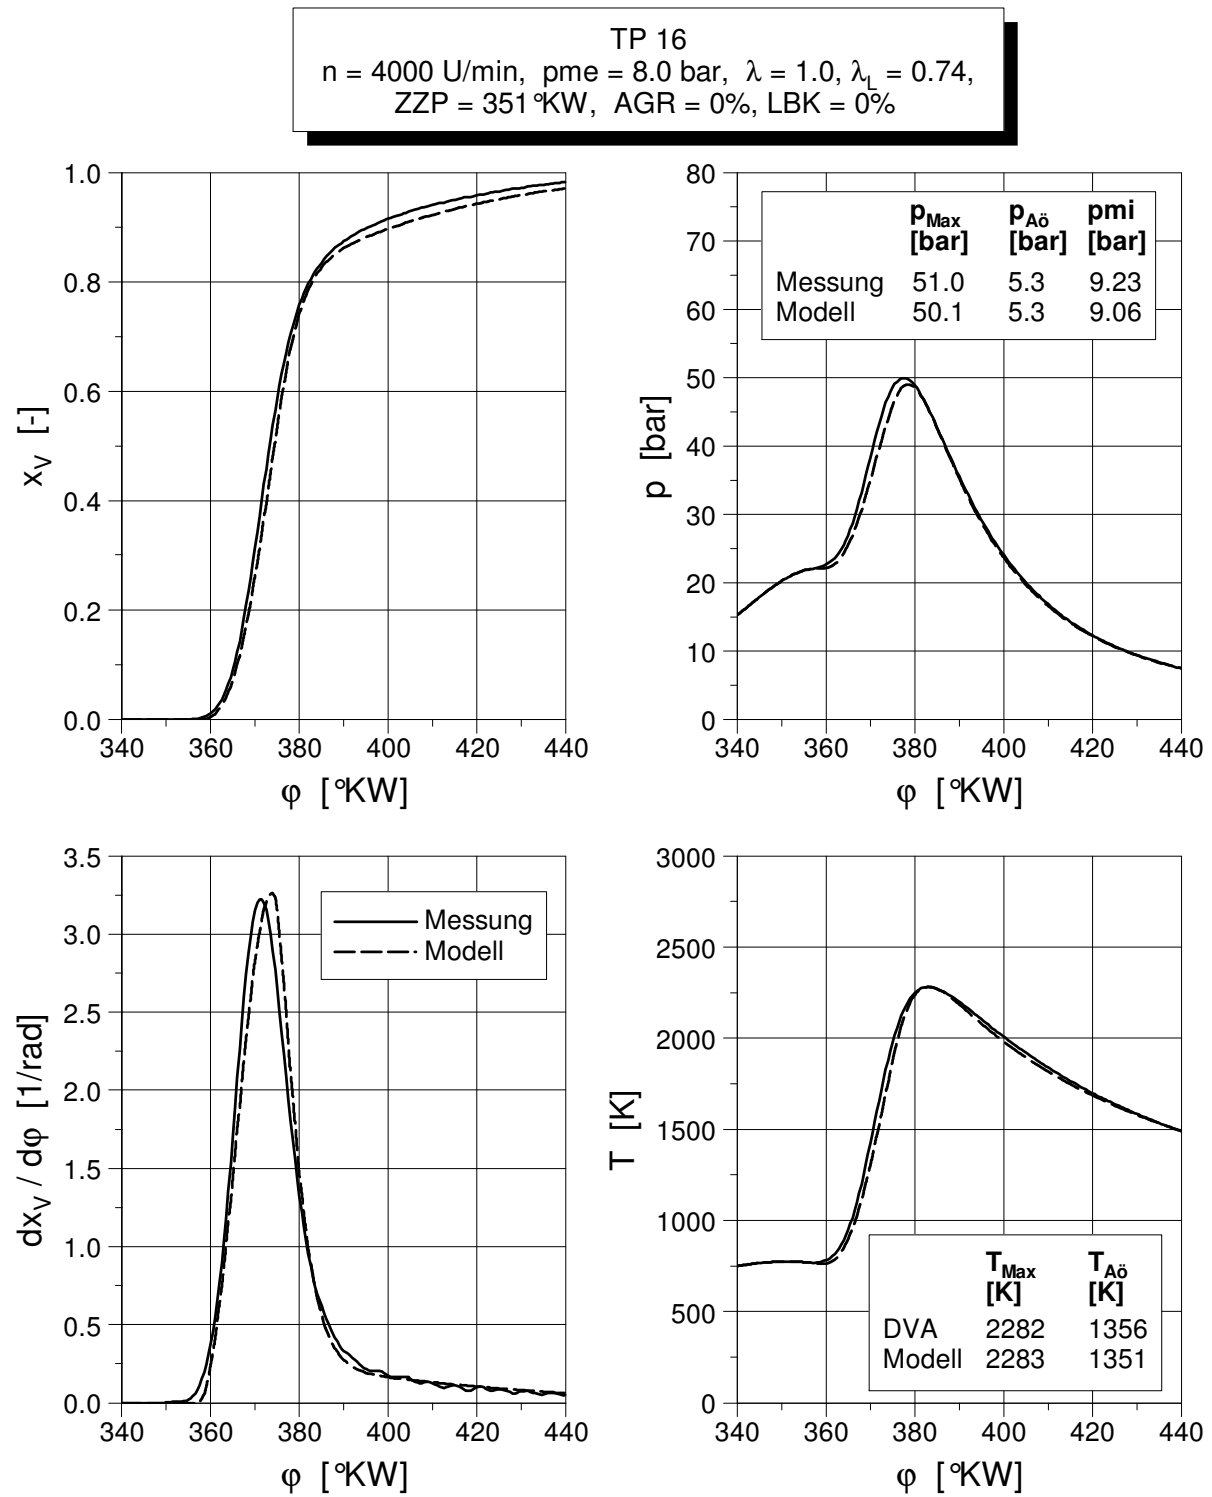 TP 16
n = 4000 U/min, pme = 8.0 bar, λ = 1.0, λL = 0.74,
ZZP = 351°KW, AGR = 0%, LBK = 0%
1.0
0.8
0.6
0.4
0.2
0.0
xV [-]
340 360 380 400 420 440
φ [°KW]
80
70
60
50
40
30
20
10
0
p [bar]
pMax pAö pmi
[bar] [bar] [bar]
Messung 51.0 5.3 9.23
Modell 50.1 5.3 9.06
340 360 380 400 420 440
φ [°KW]
3.5
3.0
2.5
2.0
1.5
1.0
0.5
0.0
dxV / dφ [1/rad]
Messung
Modell
340 360 380 400 420 440
φ [°KW]
3000
2500
2000
1500
1000
500
0
T [K]
TMax TAö
[K] [K]
DVA 2282 1356
Modell 2283 1351
340 360 380 400 420 440
φ [°KW]